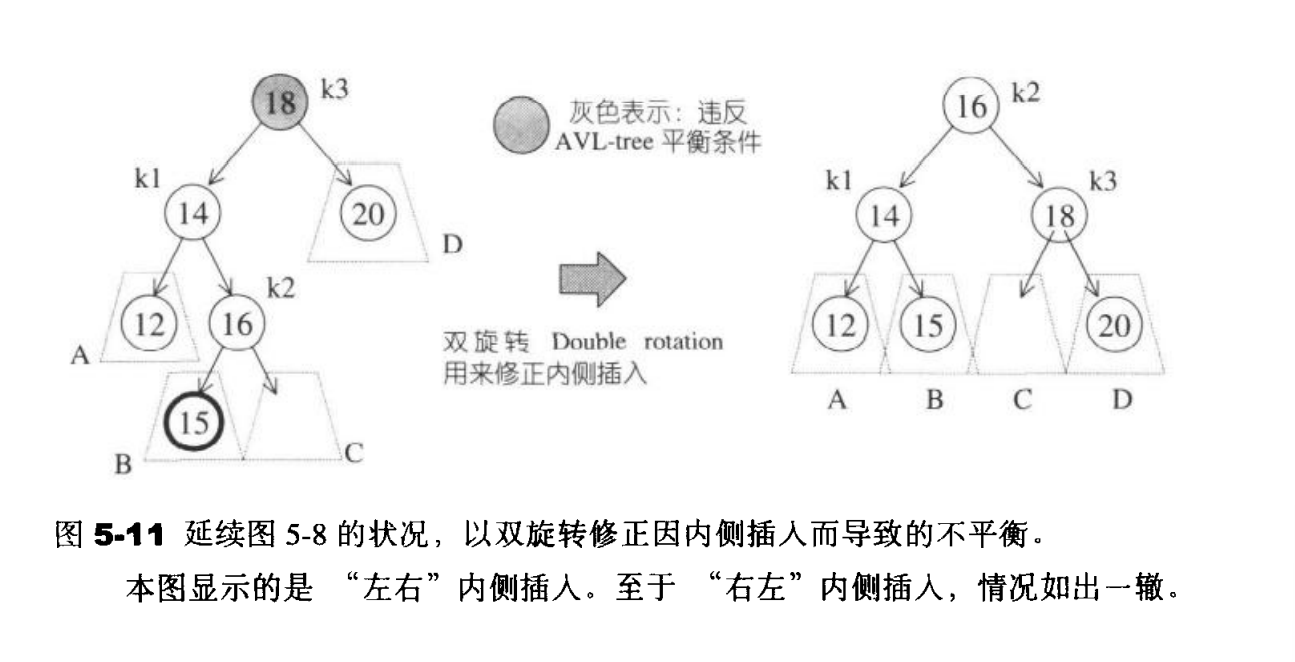 18 k3
灰色表示：违反
AVL-tree 平衡条件
16 k2
k1
14
20
D
k1
14
k3
18
12
A
16
k2
15
B
C
双旋转 Double rotation
用来修正内侧插入
12
15
20
A B C D
图 5-11 延续图 5-8 的状况，以双旋转修正因内侧插入而导致的不平衡。
本图显示的是 “左右”内侧插入。至于 “右左”内侧插入，情况如出一辙。